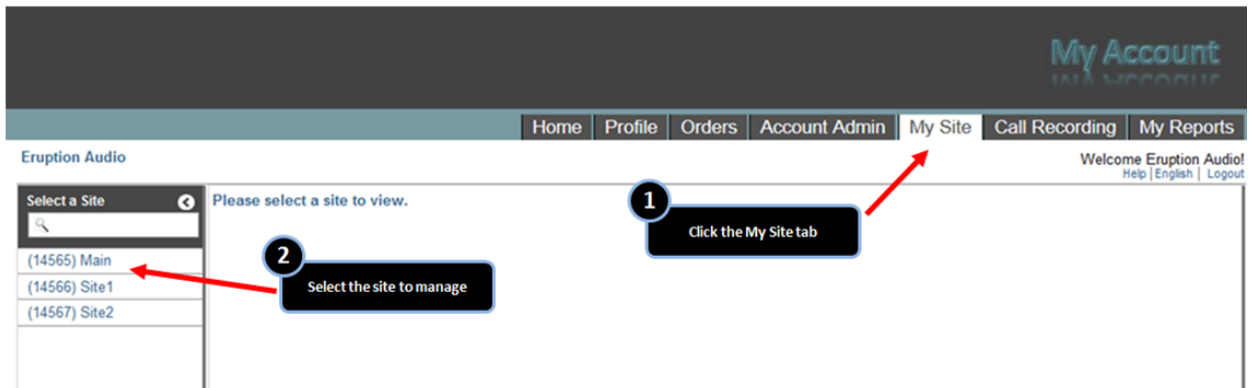 My Account
Home Profile Orders Account Admin My Site Call Recording My Reports
Eruption Audio
Welcome Eruption Audio!
Help | English | Logout
Select a Site
Please select a site to view.
1
Click the My Site tab
(14565) Main
2
Select the site to manage
(14566) Site1
(14567) Site2